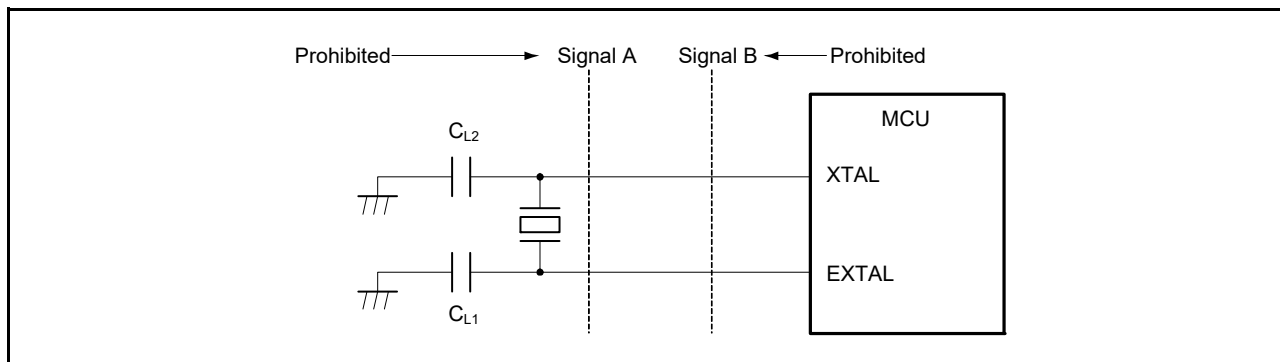 Prohibited Signal A Signal B Prohibited
MCU
CL2
XTAL
EXTAL
CL1